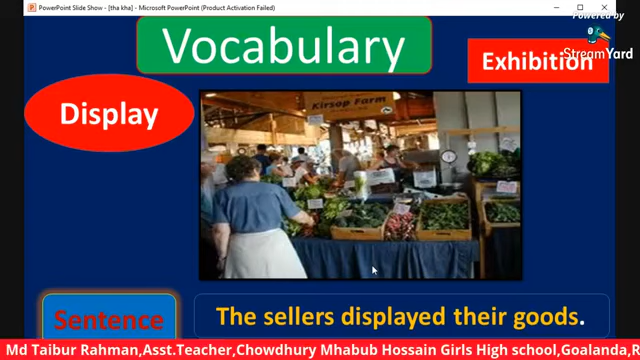 PowerPoint Slide Show - [tha kha] - Microsoft PowerPoint (Product Activation Failed)
Powered by
StreamYard
Vocabulary
Exhibition
Display
Kirsop Farm
Sentence
The sellers displayed their goods.
Md Taibur Rahman,Asst.Teacher,Chowdhury Mhabub Hossain Girls High school,Goalanda,